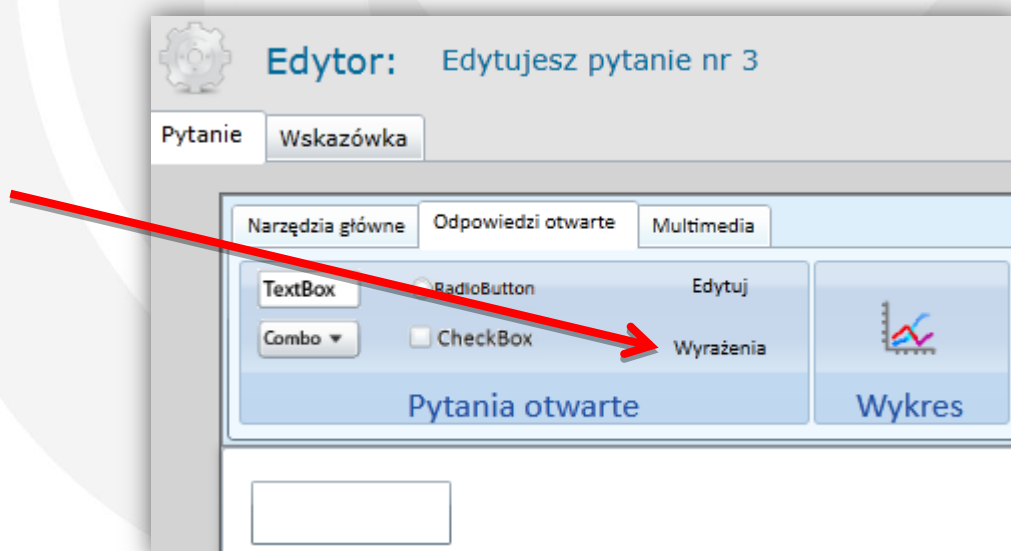 Edytor: Edytujesz pytanie nr 3
Pytanie Wskazówka
Narzędzia główne Odpowiedzi otwarte Multimedia
TextBox RadioButton Edytuj
Combo CheckBox Wyrażenia
Pytania otwarte Wykres